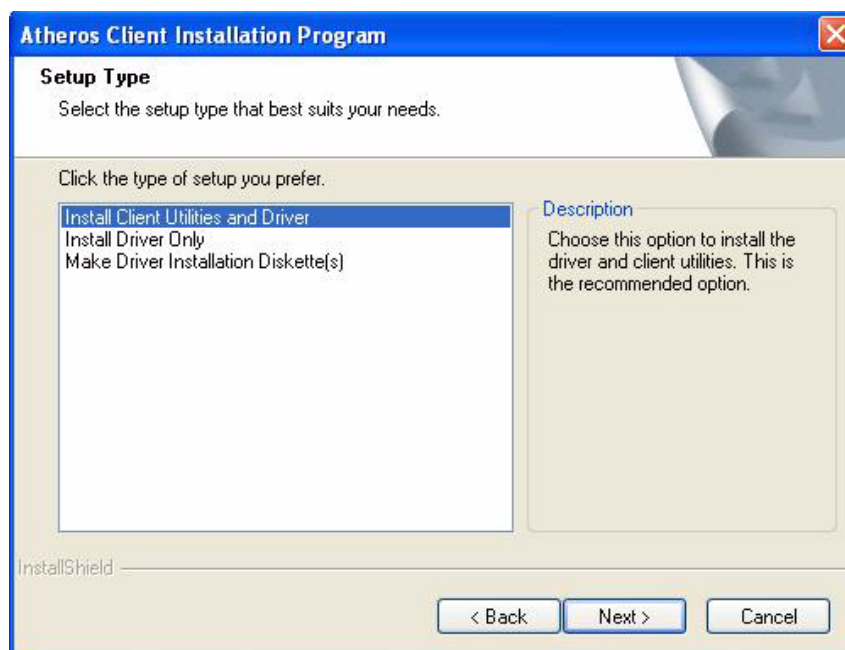 Atheros Client Installation Program
Setup Type
Select the setup type that best suits your needs.
Click the type of setup you prefer.
Install Client Utilities and Driver
Install Driver Only
Make Driver Installation Diskette(s)
Description
Choose this option to install the
driver and client utilities. This is
the recommended option.
InstallShield
< Back
Next >
Cancel